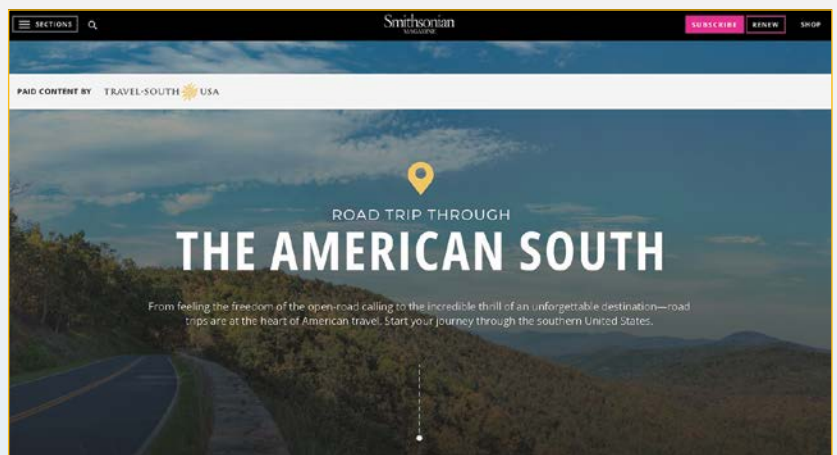 SECTIONS
Smithsonian
MAGAZINE
SUBSCRIBE
RENEW
SHOP
PAID CONTENT BY TRAVEL·SOUTH USA
ROAD TRIP THROUGH
THE AMERICAN SOUTH
From feeling the freedom of the open-road calling to the incredible thrill of an unforgettable destination—road
trips are at the heart of American travel. Start your journey through the southern United States.